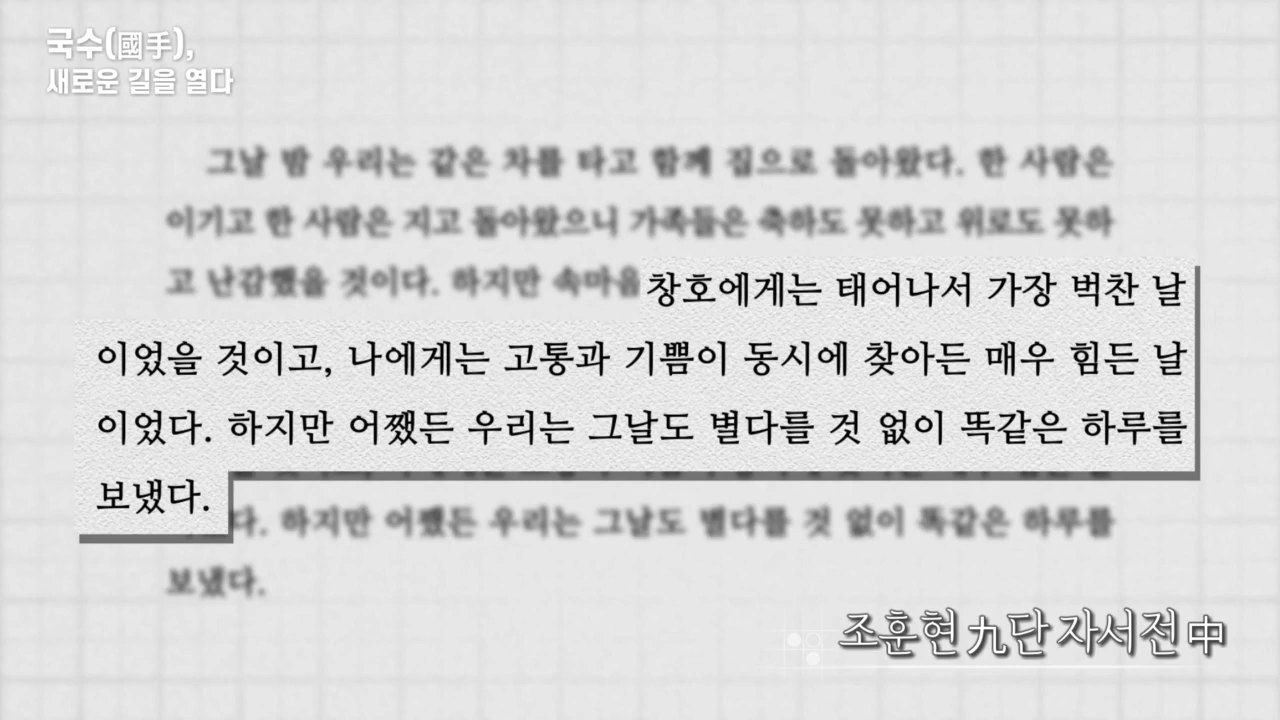 국수(國手),
새로운 길을 열다
그날 밤 우리는 같은 차를 타고 함께 집으로 돌아왔다. 한 사람은
이기고 한 사람은 지고 돌아왔으니 가족들은 축하도 못하고 위로도 못하
고 난감했을 것이다. 하지만 속마음
창호에게는 태어나서 가장 벅찬 날
이었을 것이고, 나에게는 고통과 기쁨이 동시에 찾아든 매우 힘든 날
이었다. 하지만 어쨌든 우리는 그날도 별다를 것 없이 똑같은 하루를
보냈다.
다. 하지만 어쨌든 우리는 그날도 별다를 것 없이 똑같은 하루를
보냈다.
조훈현 九단 자서전 中